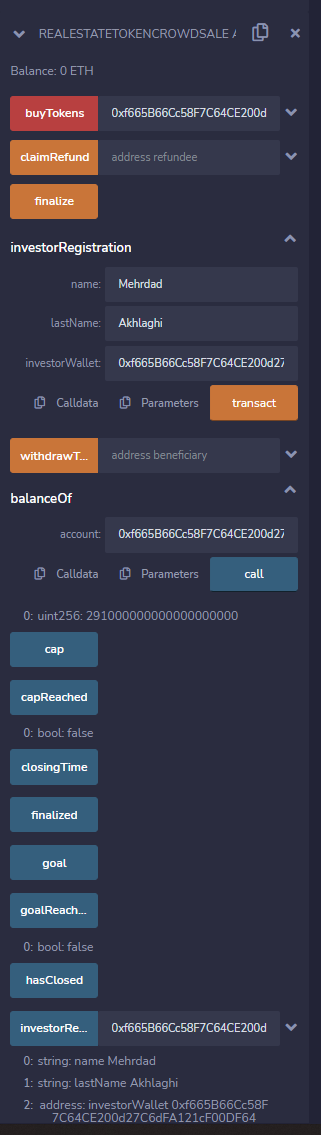 REALESTATETOKENCROWDSALE A
Balance: 0 ETH
buyTokens 0xf665B66Cc58F7C64CE200d
claimRefund address refundee
finalize
investorRegistration
name: Mehrdad
lastName: Akhlaghi
investorWallet: 0xf665B66Cc58F7C64CE200d27
Calldata Parameters transact
withdrawT... address beneficiary
balanceOf
account: 0xf665B66Cc58F7C64CE200d27
Calldata Parameters call
0: uint256: 291000000000000000000
cap
capReached
0: bool: false
closingTime
finalized
goal
goalReach...
0: bool: false
hasClosed
investorRe... 0xf665B66Cc58F7C64CE200d
0: string: name Mehrdad
1: string: lastName Akhlaghi
2: address: investorWallet 0xf665B66Cc58F
7C64CE200d27C6dFA121cF00DF64